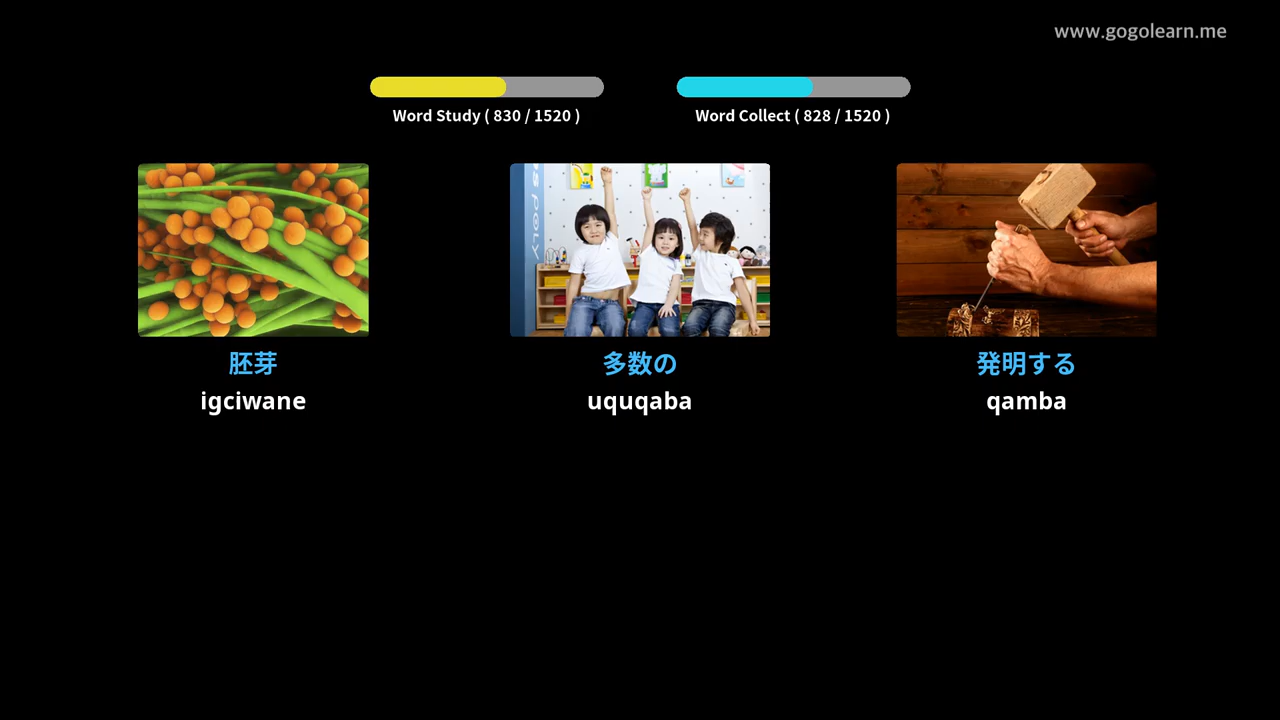 www.gogolearn.me
Word Study ( 830 / 1520 )
Word Collect ( 828 / 1520 )
胚芽
多数の
発明する
igciwane
uquqaba
qamba